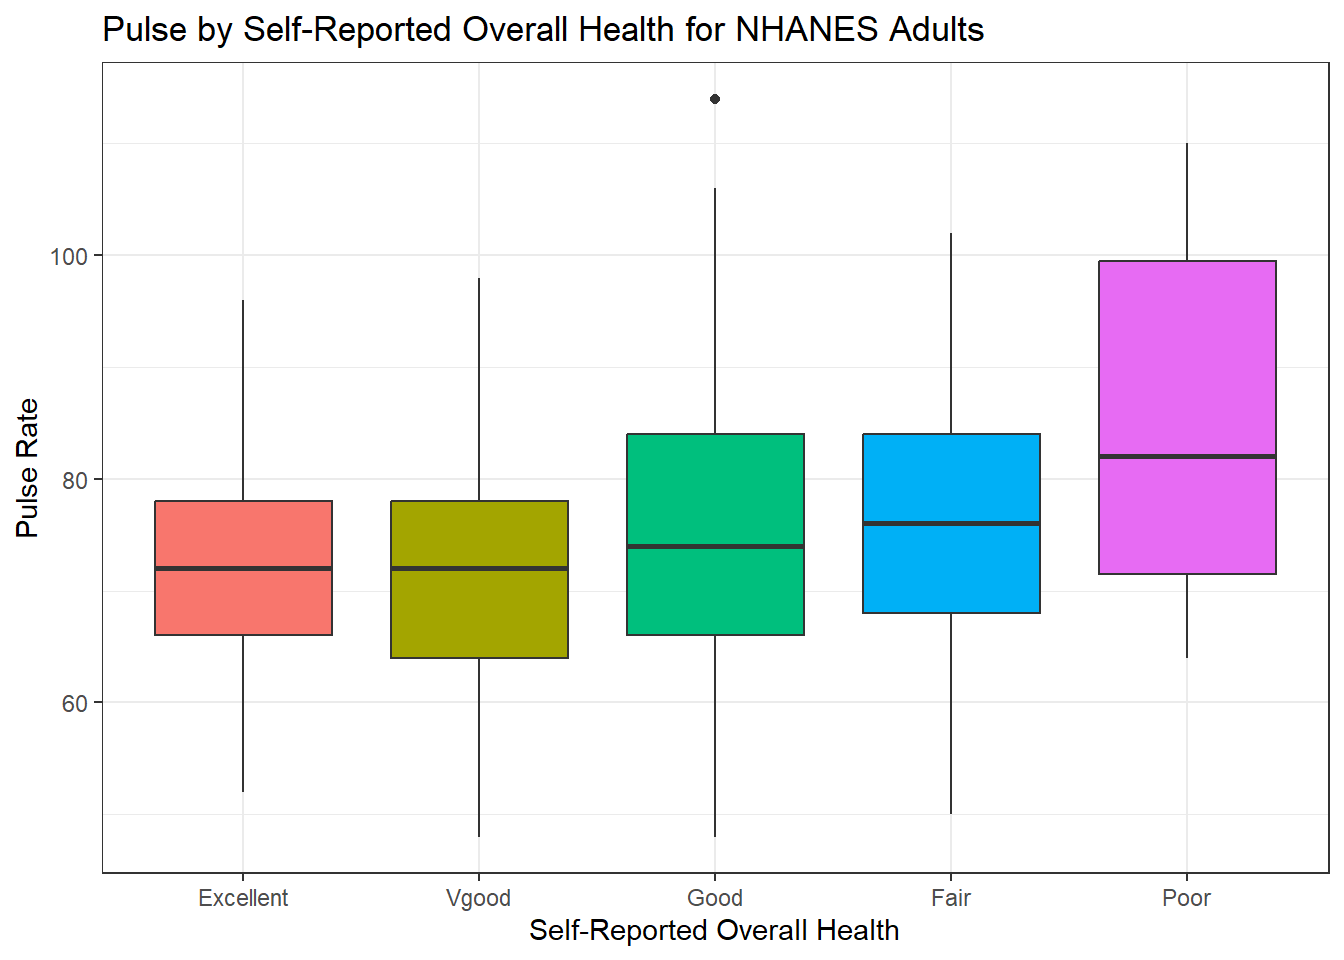 Pulse by Self-Reported Overall Health for NHANES Adults
Pulse Rate
100
80
60
Excellent Vgood Good Fair Poor
Self-Reported Overall Health